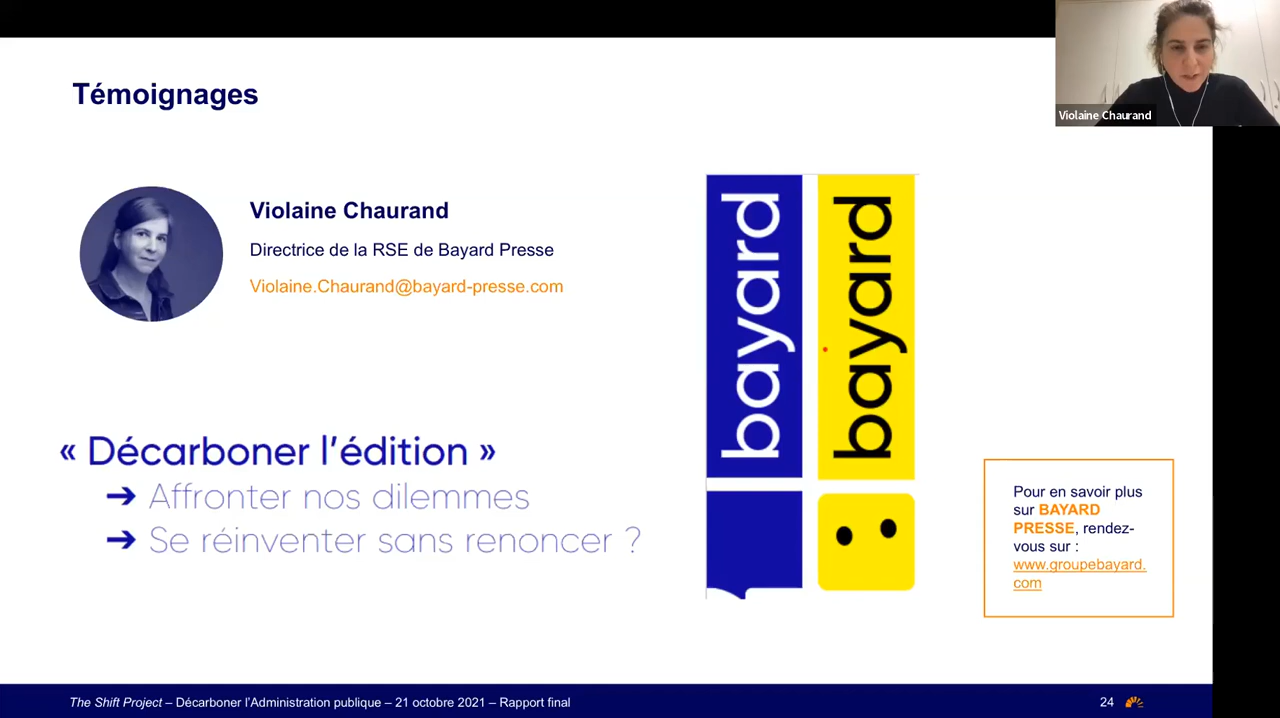 Témoignages
Violaine Chaurand
Violaine Chaurand
Directrice de la RSE de Bayard Presse
Violaine.Chaurand@bayard-presse.com
bayard
bayard
« Décarboner l’édition »
➔ Affronter nos dilemmes
➔ Se réinventer sans renoncer ?
Pour en savoir plus
sur BAYARD
PRESSE, rendez-
vous sur :
www.groupebayard.
com
The Shift Project – Décarboner l’Administration publique – 21 octobre 2021 – Rapport final
24